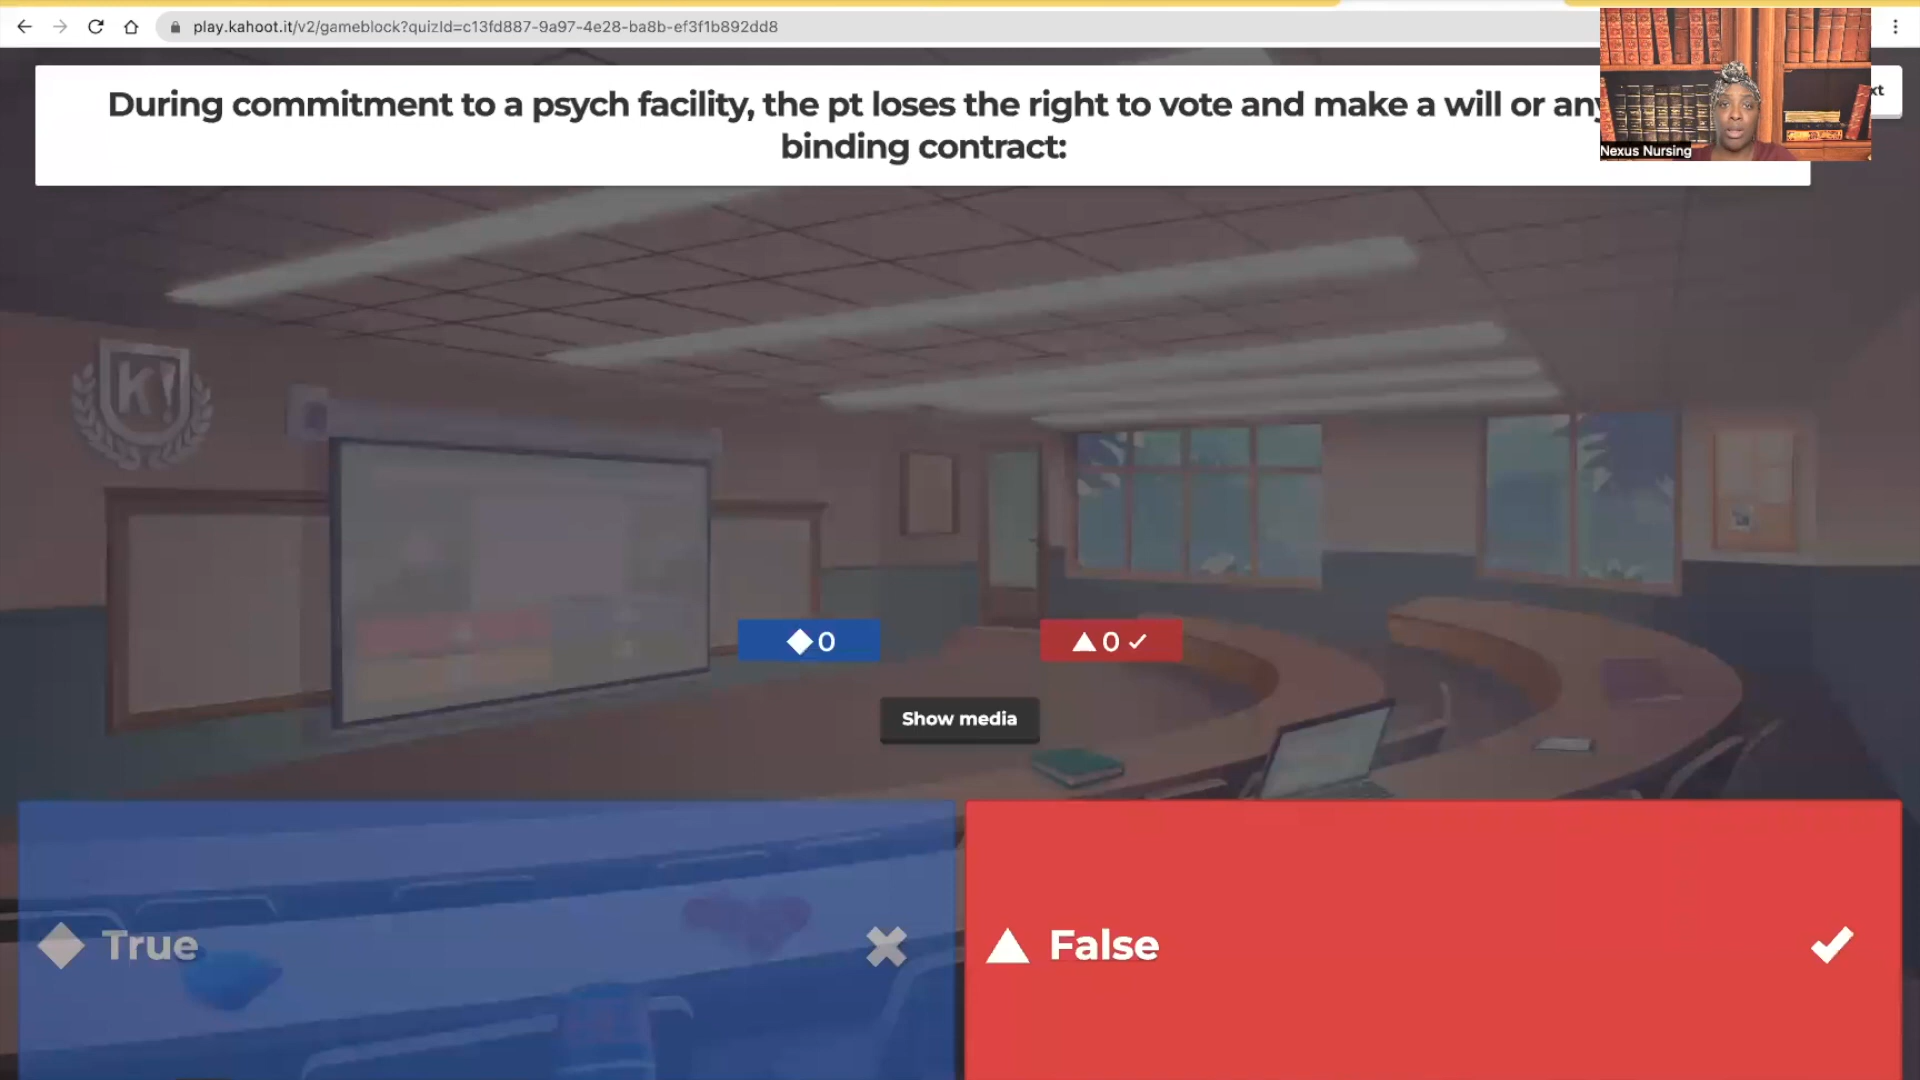 play.kahoot.it/v2/gameblock?quizId=c13fd887-9a97-4e28-ba8b-ef3f1b892dd8
During commitment to a psych facility, the pt loses the right to vote and make a will or
binding contract:
Nexus Nursing
K!
0
0
Show media
True
False